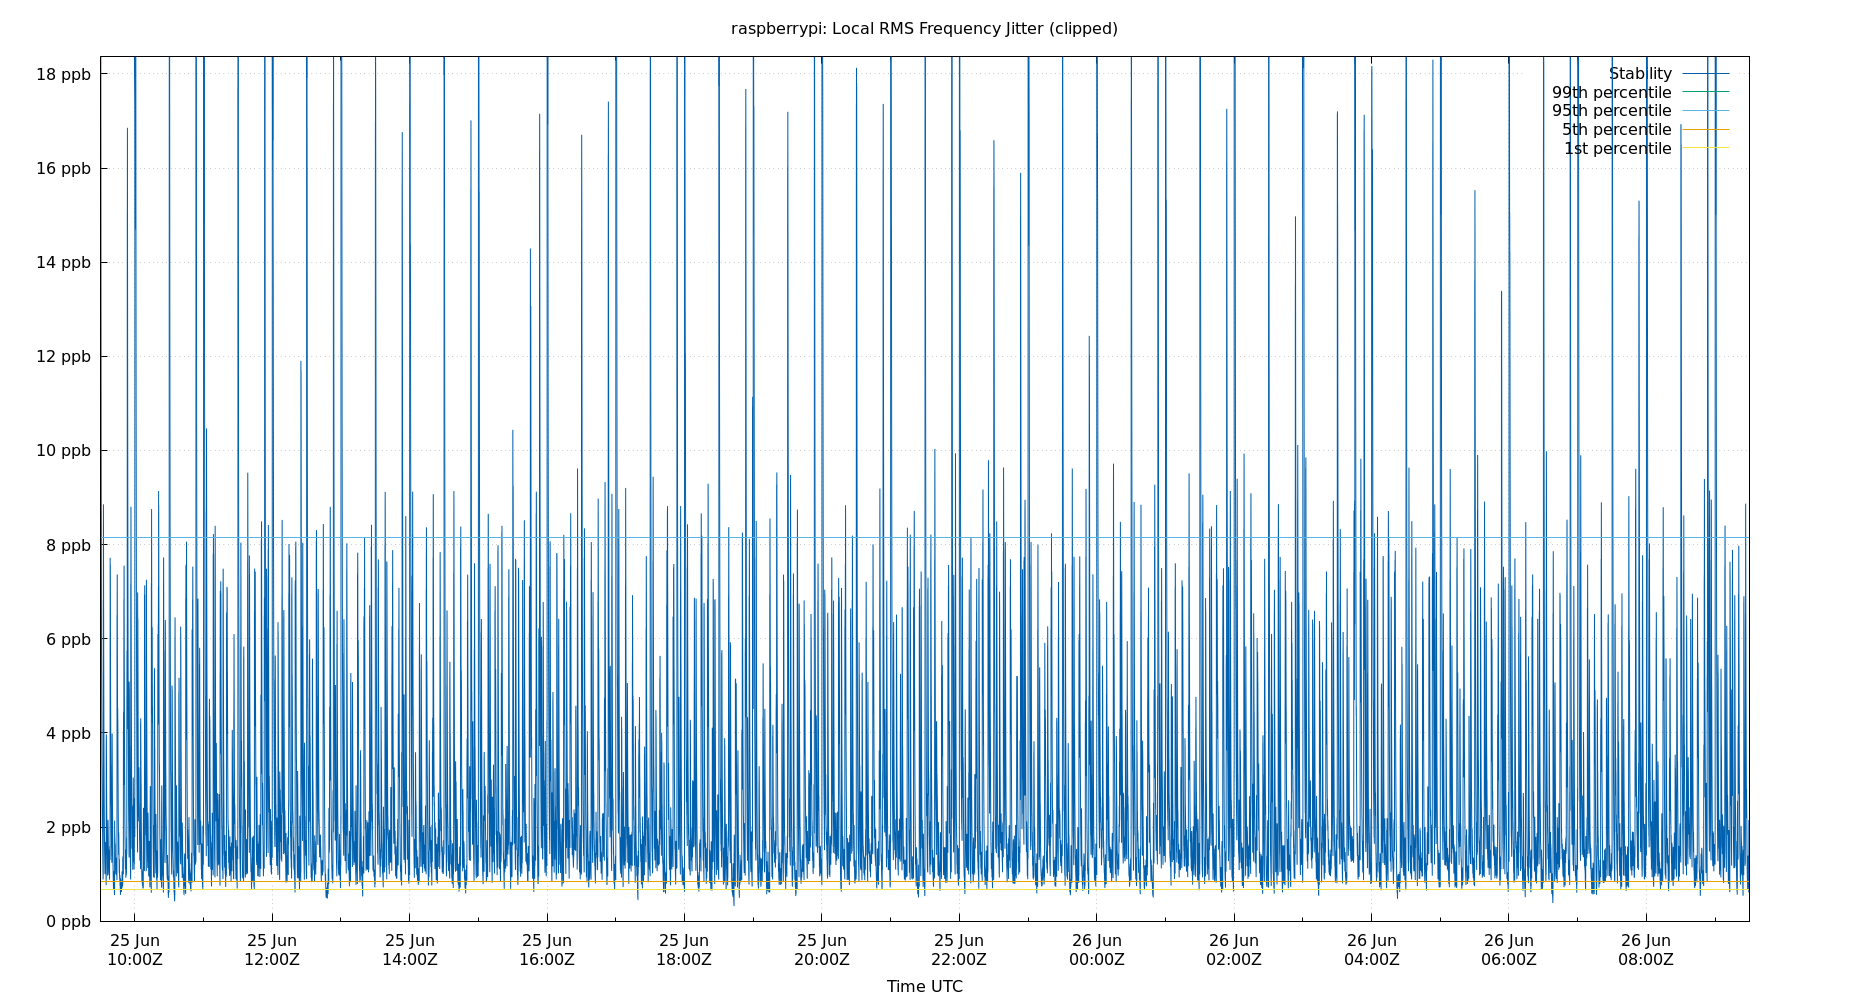 raspberrypi: Local RMS Frequency Jitter (clipped)
18 ppb
16 ppb
14 ppb
12 ppb
10 ppb
8 ppb
6 ppb
4 ppb
2 ppb
0 ppb
Stability
99th percentile
95th percentile
5th percentile
1st percentile
25 Jun 25 Jun 25 Jun 25 Jun 25 Jun 25 Jun 25 Jun 26 Jun 26 Jun 26 Jun 26 Jun 26 Jun
10:00Z 12:00Z 14:00Z 16:00Z 18:00Z 20:00Z 22:00Z 00:00Z 02:00Z 04:00Z 06:00Z 08:00Z
Time UTC